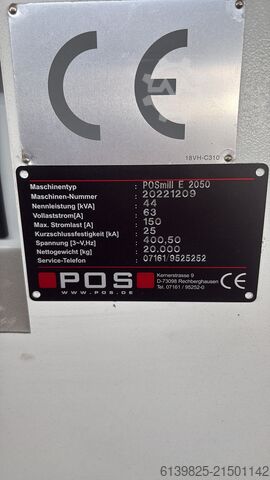 CE
18VH-C310
Maschinentyp : POSmill E 2050
Maschinen-Nummer : 20221209
Nennleistung [kVA] : 44
Vollaststrom[A] : 63
Max. Stromlast [A] : 150
Kurzschlussfestigkeit [kA] : 25
Spannung [3~V,Hz] : 400,50
Nettogewicht [kg] : 20.000
Service-Telefon : 07161/9525252
POS
WWW.POS.DE
Kernerstrasse 9
D-73098 Rechberghausen
Tel. 07161 / 95252-0
CE
6139825-21501142